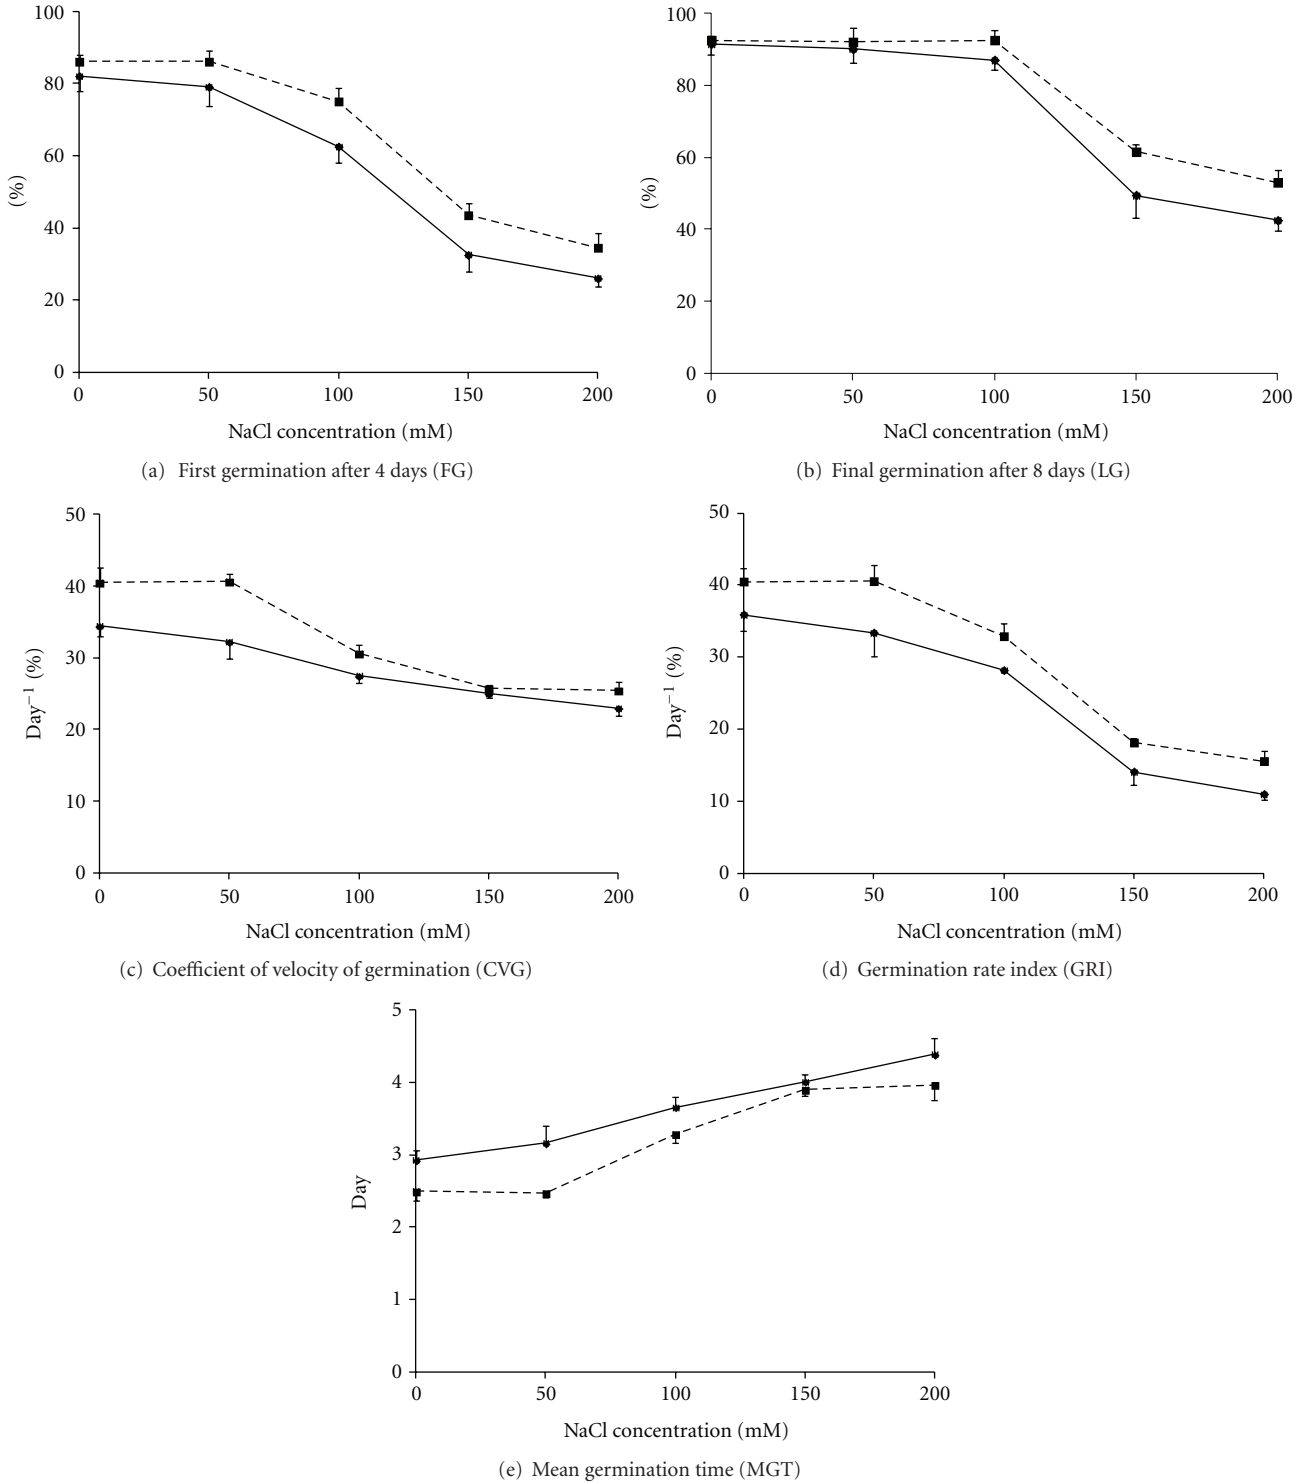 100
80
60
40
20
0
(%)
0 50 100 150 200
NaCl concentration (mM)
(a) First germination after 4 days (FG)
100
80
60
40
20
0
(%)
0 50 100 150 200
NaCl concentration (mM)
(b) Final germination after 8 days (LG)
50
40
30
20
10
0
Day⁻¹ (%)
0 50 100 150 200
NaCl concentration (mM)
(c) Coefficient of velocity of germination (CVG)
50
40
30
20
10
0
Day⁻¹ (%)
0 50 100 150 200
NaCl concentration (mM)
(d) Germination rate index (GRI)
5
4
3
2
1
0
Day
0 50 100 150 200
NaCl concentration (mM)
(e) Mean germination time (MGT)